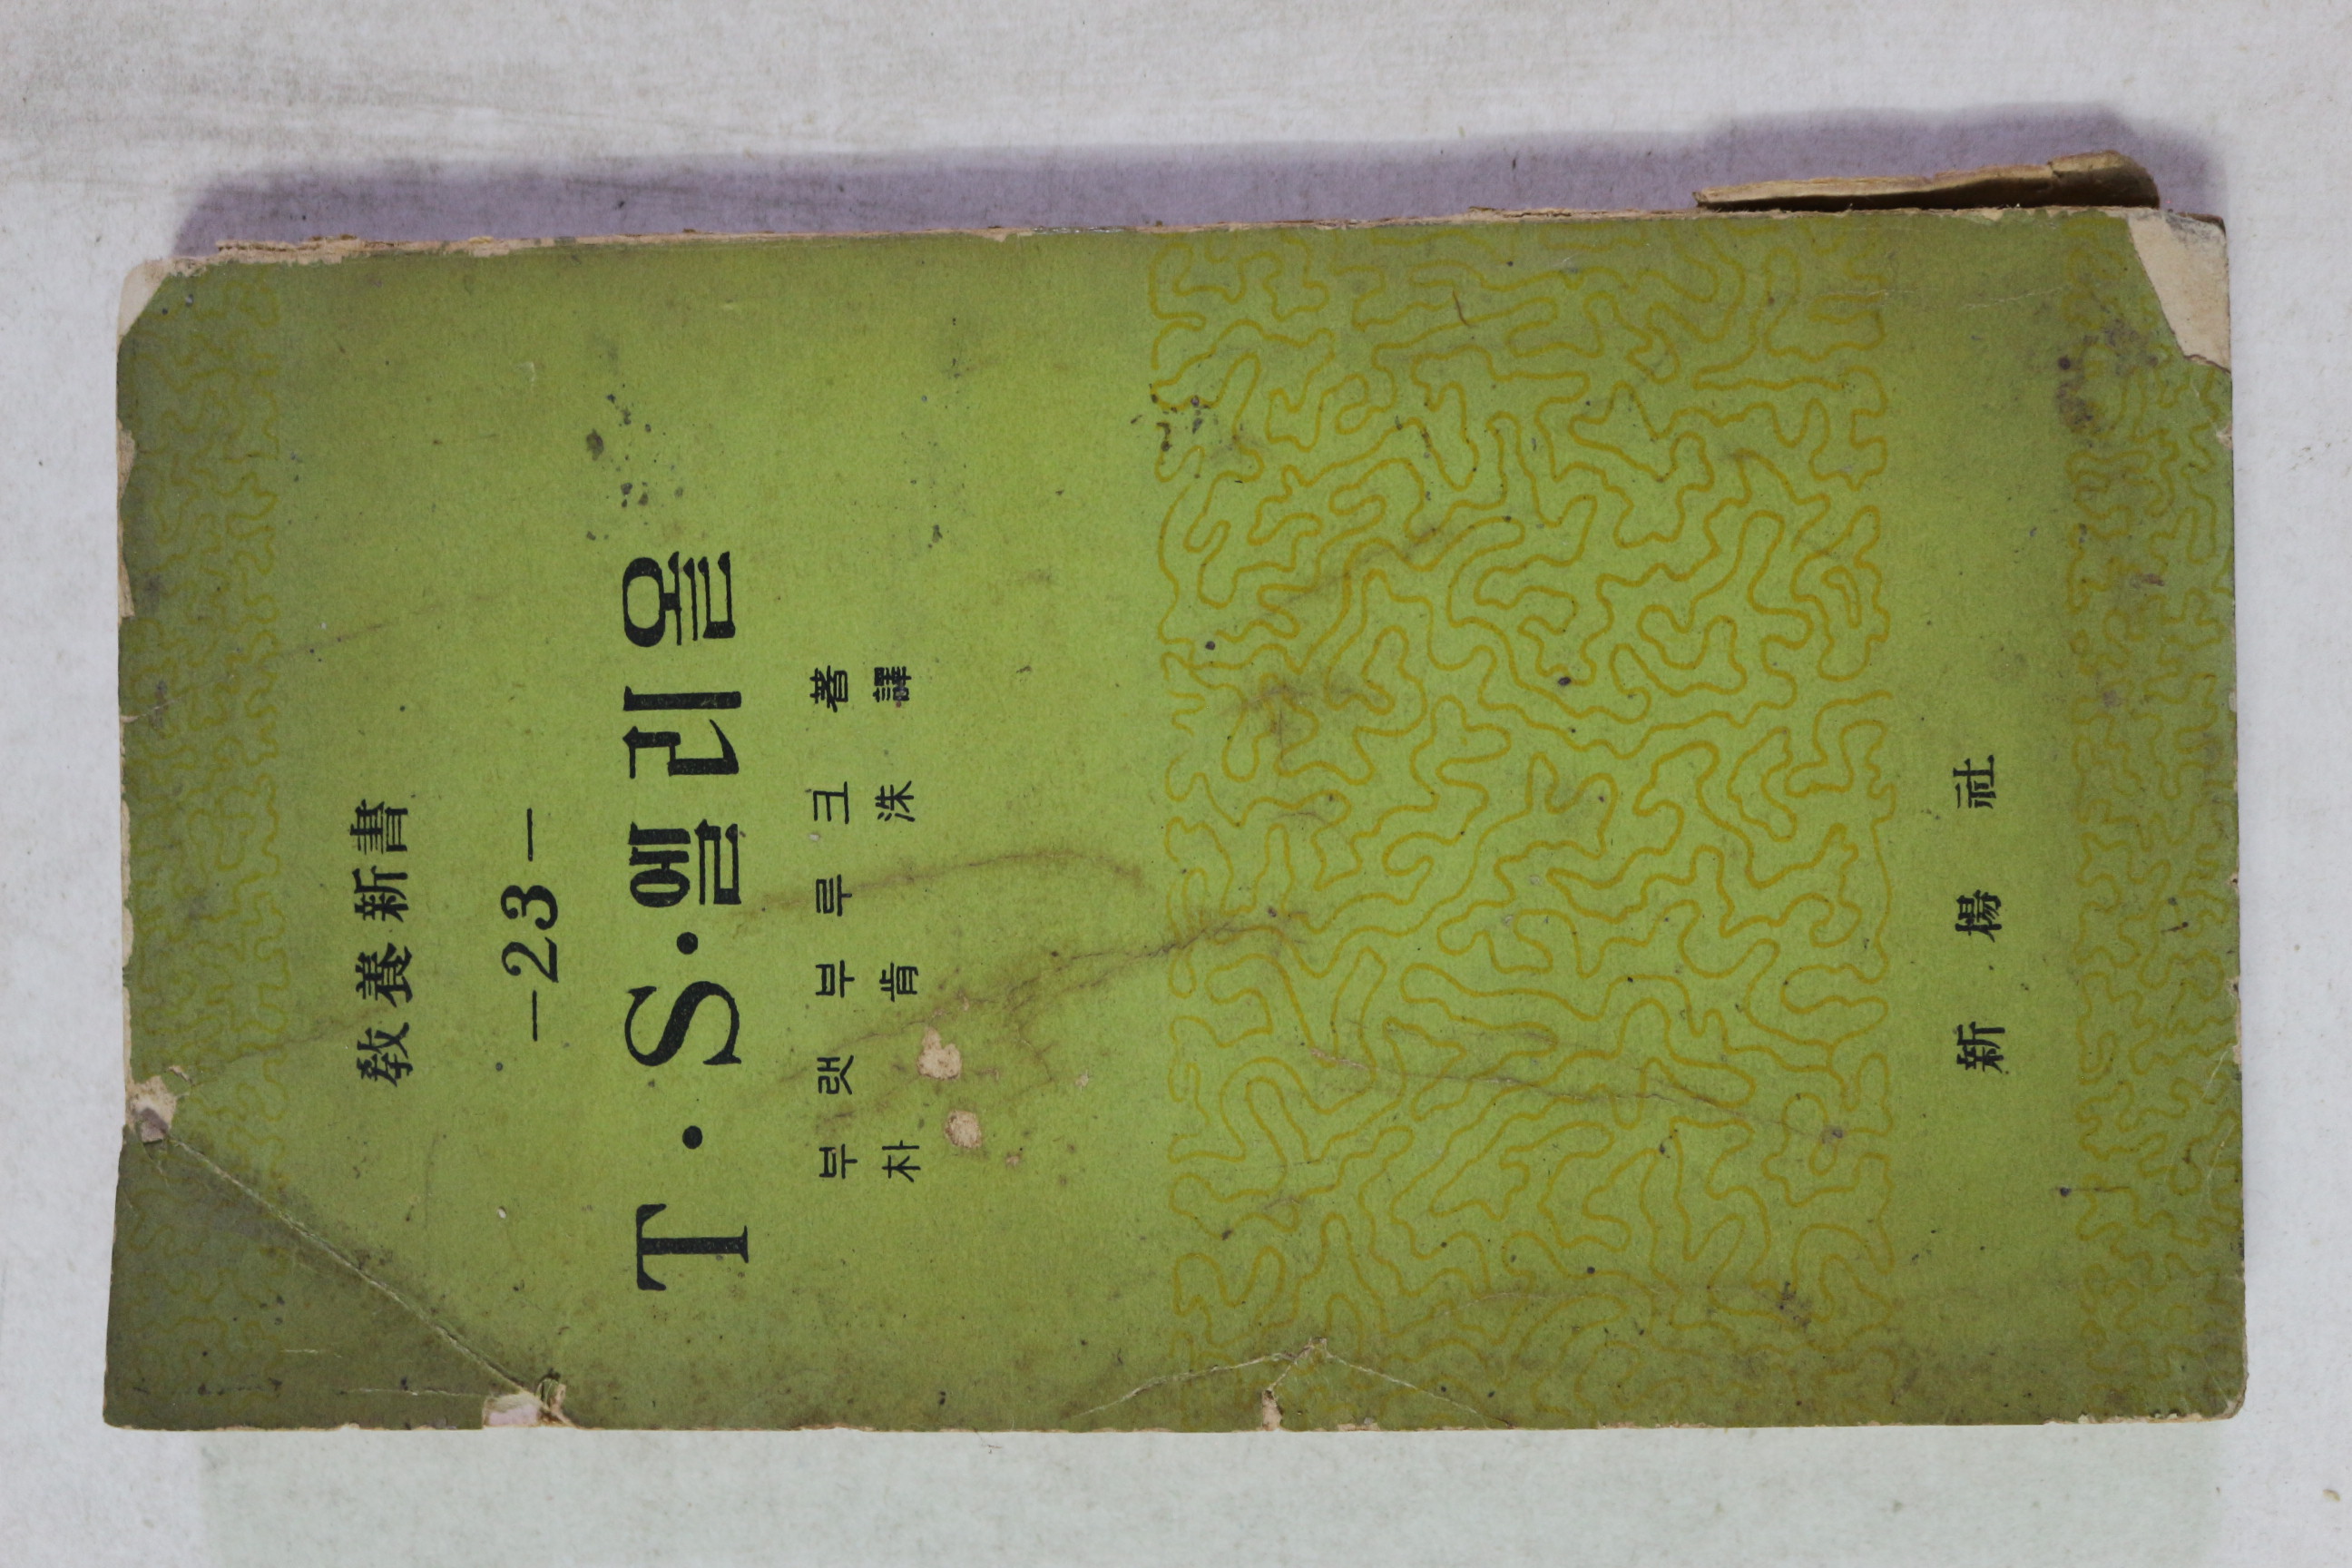 敎養新書
—23—
T·S·엘리옽
부랫부루크 著
朴肯洙 譯
新楊社